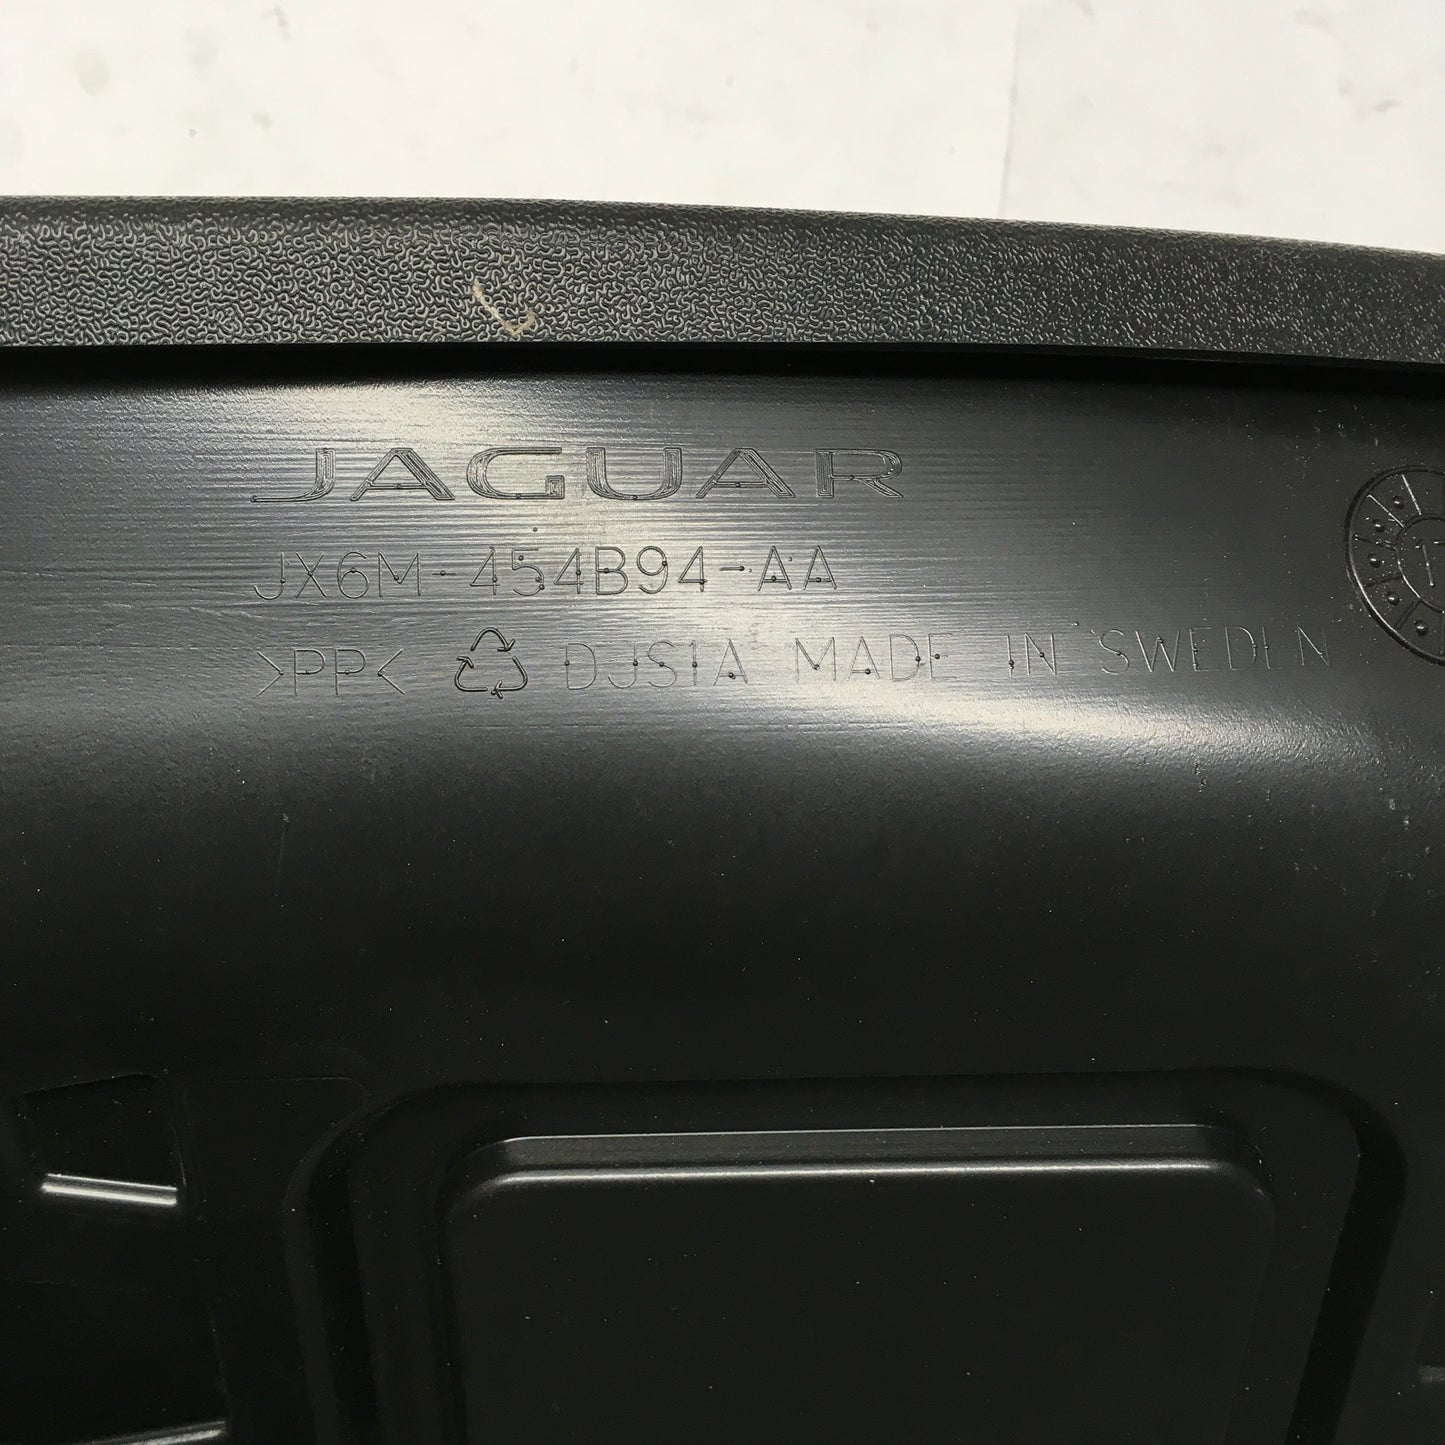 JAGUAR
JX6M-454B94-AA
>PP< DJS1A MADE IN SWEDEN